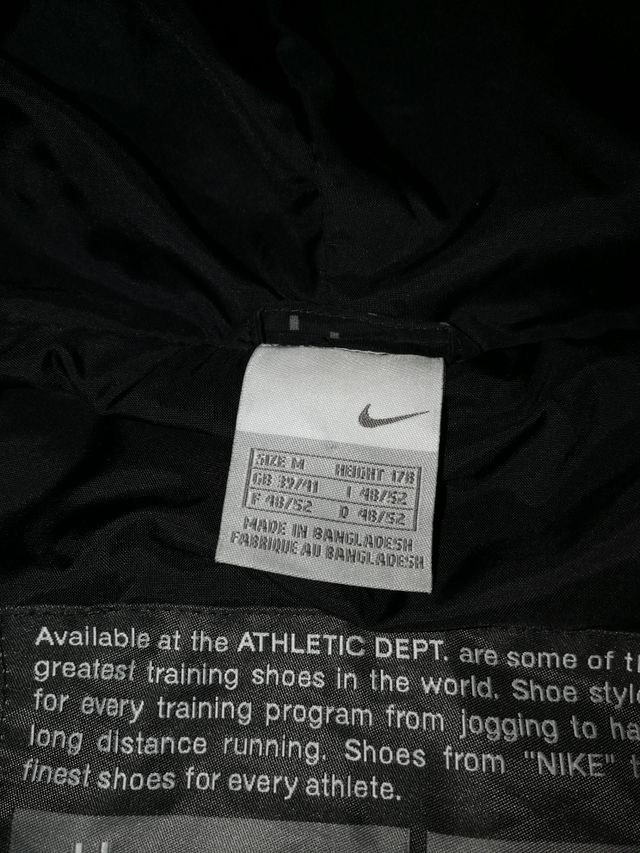 SIZE M HEIGHT 178
GB 39/41 I 48/52
F 48/52 D 48/52
MADE IN BANGLADESH
FABRIQUE AU BANGLADESH
Available at the ATHLETIC DEPT. are some of
greatest training shoes in the world. Shoe
for every training program from jogging to
long distance running. Shoes from "NIKE"
finest shoes for every athlete.